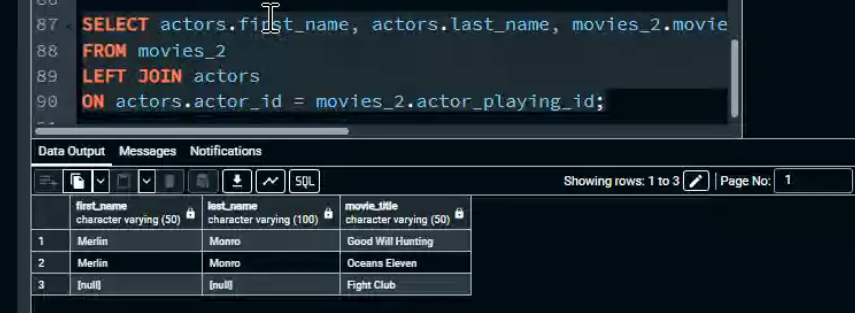 87 SELECT actors.first_name, actors.last_name, movies_2.movie
88 FROM movies_2
89 LEFT JOIN actors
90 ON actors.actor_id = movies_2.actor_playing_id;
Data Output Messages Notifications
SQL Showing rows: 1 to 3 Page No: 1
first_name last_name movie_title
character varying (50) character varying (100) character varying (50)
1 Merlin Monro Good Will Hunting
2 Merlin Monro Oceans Eleven
3 [null] [null] Fight Club